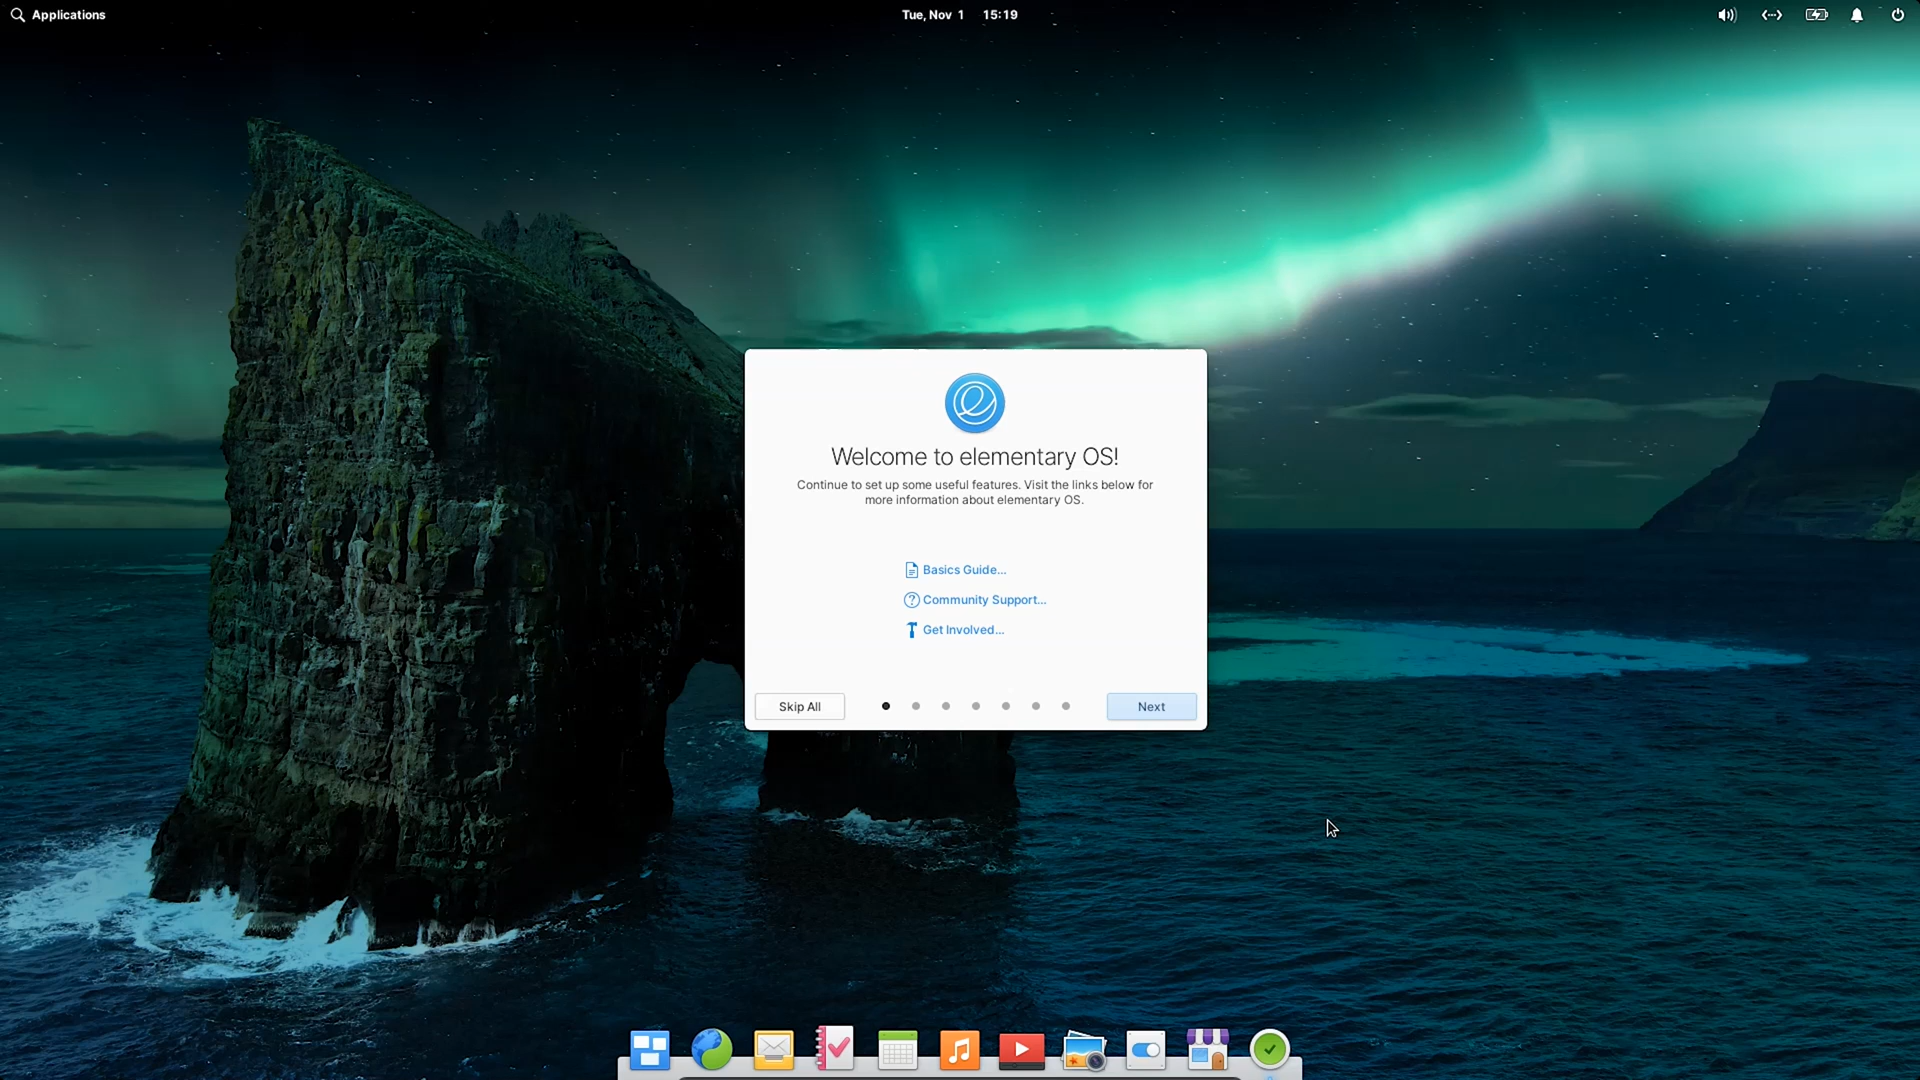 Applications
Tue, Nov 1 15:19
Welcome to elementary OS!
Continue to set up some useful features. Visit the links below for
more information about elementary OS.
Basics Guide...
Community Support...
Get Involved...
Skip All
Next